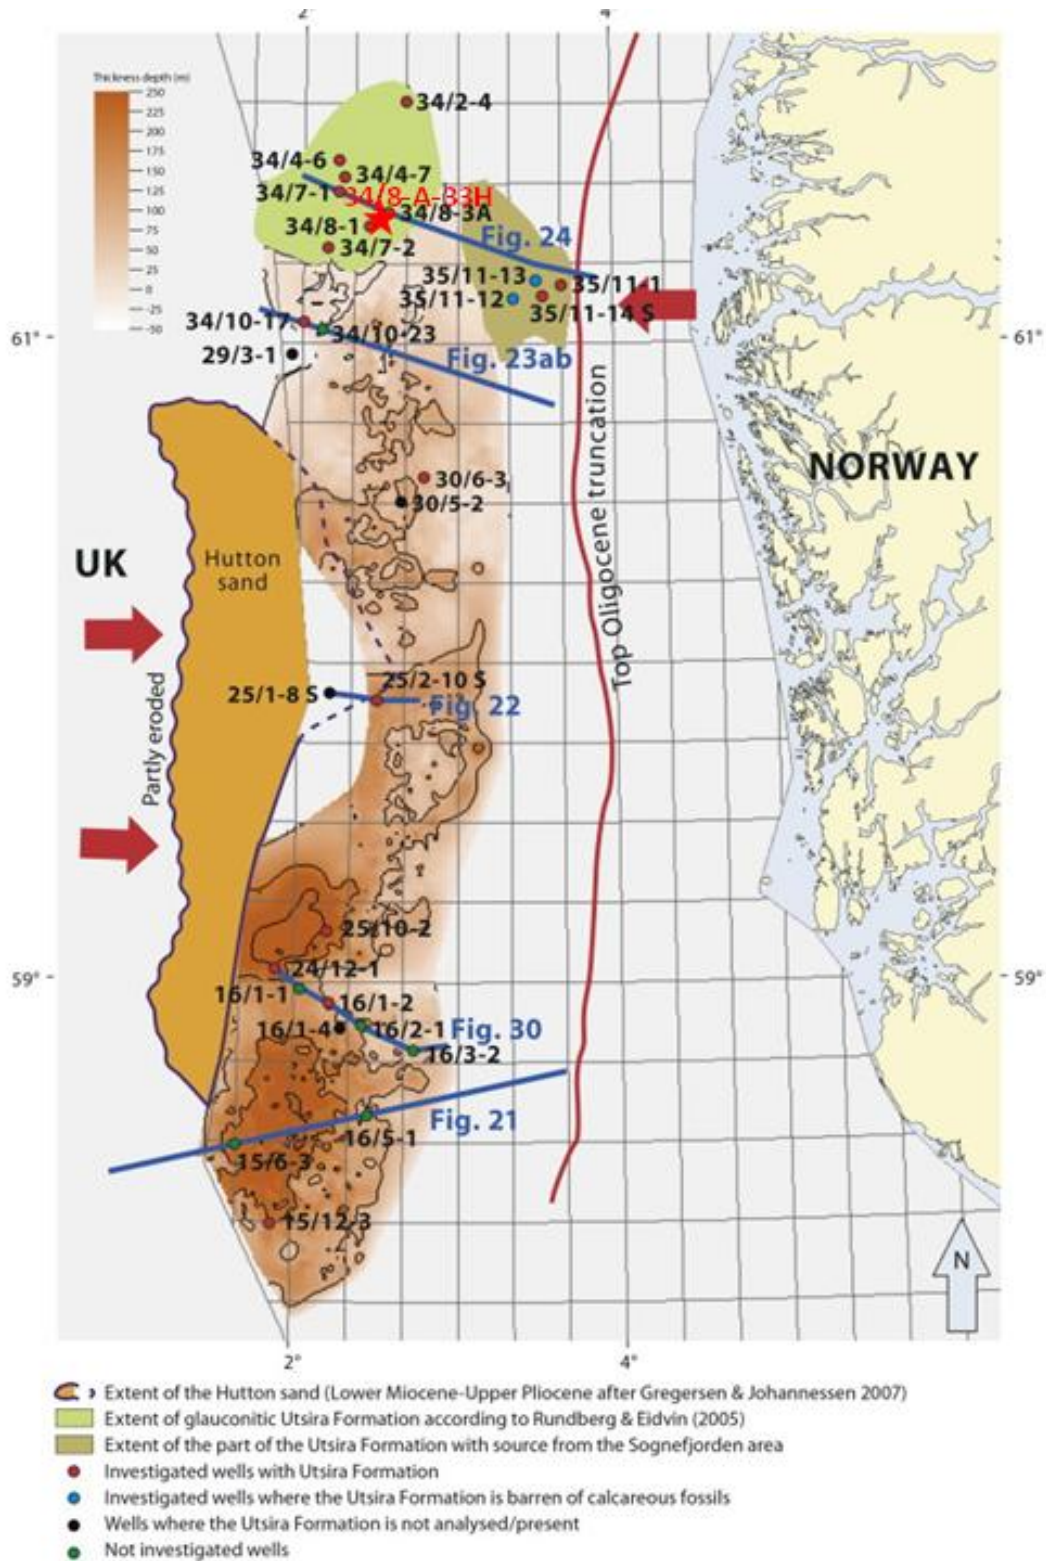 2°
4°
Thickness depth (m)
250
225
200
175
150
125
100
75
50
25
0
-25
-50
34/2-4
34/4-6
34/4-7
34/7-1
34/8-A-33H
34/8-3A
34/8-1
34/7-2
Fig. 24
35/11-13
35/11-1
35/11-12
35/11-14 S
34/10-17
34/10-23
61°
61°
29/3-1
Fig. 23ab
NORWAY
30/6-3
30/5-2
Top Oligocene truncation
UK
Hutton
sand
25/2-10 S
25/1-8 S
Fig. 22
Partly eroded
25/10-2
24/12-1
59°
59°
16/1-1
16/1-2
16/1-4
16/2-1
Fig. 30
16/3-2
Fig. 21
16/5-1
15/6-3
15/12-3
N
2°
4°
Extent of the Hutton sand (Lower Miocene-Upper Pliocene after Gregersen & Johannessen 2007)
Extent of glauconitic Utsira Formation according to Rundberg & Eidvin (2005)
Extent of the part of the Utsira Formation with source from the Sognefjorden area
Investigated wells with Utsira Formation
Investigated wells where the Utsira Formation is barren of calcareous fossils
Wells where the Utsira Formation is not analysed/present
Not investigated wells